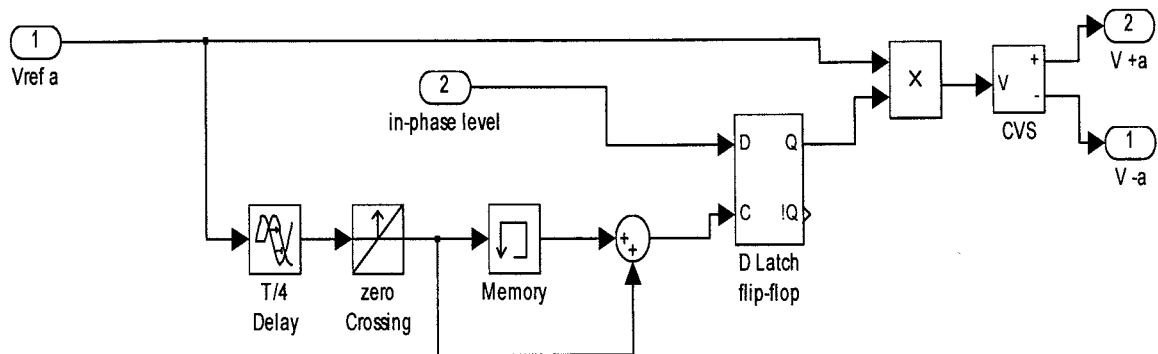 1
Vref a
2
in-phase level
T/4
Delay
zero
Crossing
Memory
+
+
D
Q
C
!Q
D Latch
flip-flop
X
V
+
-
CVS
2
V +a
1
V -a